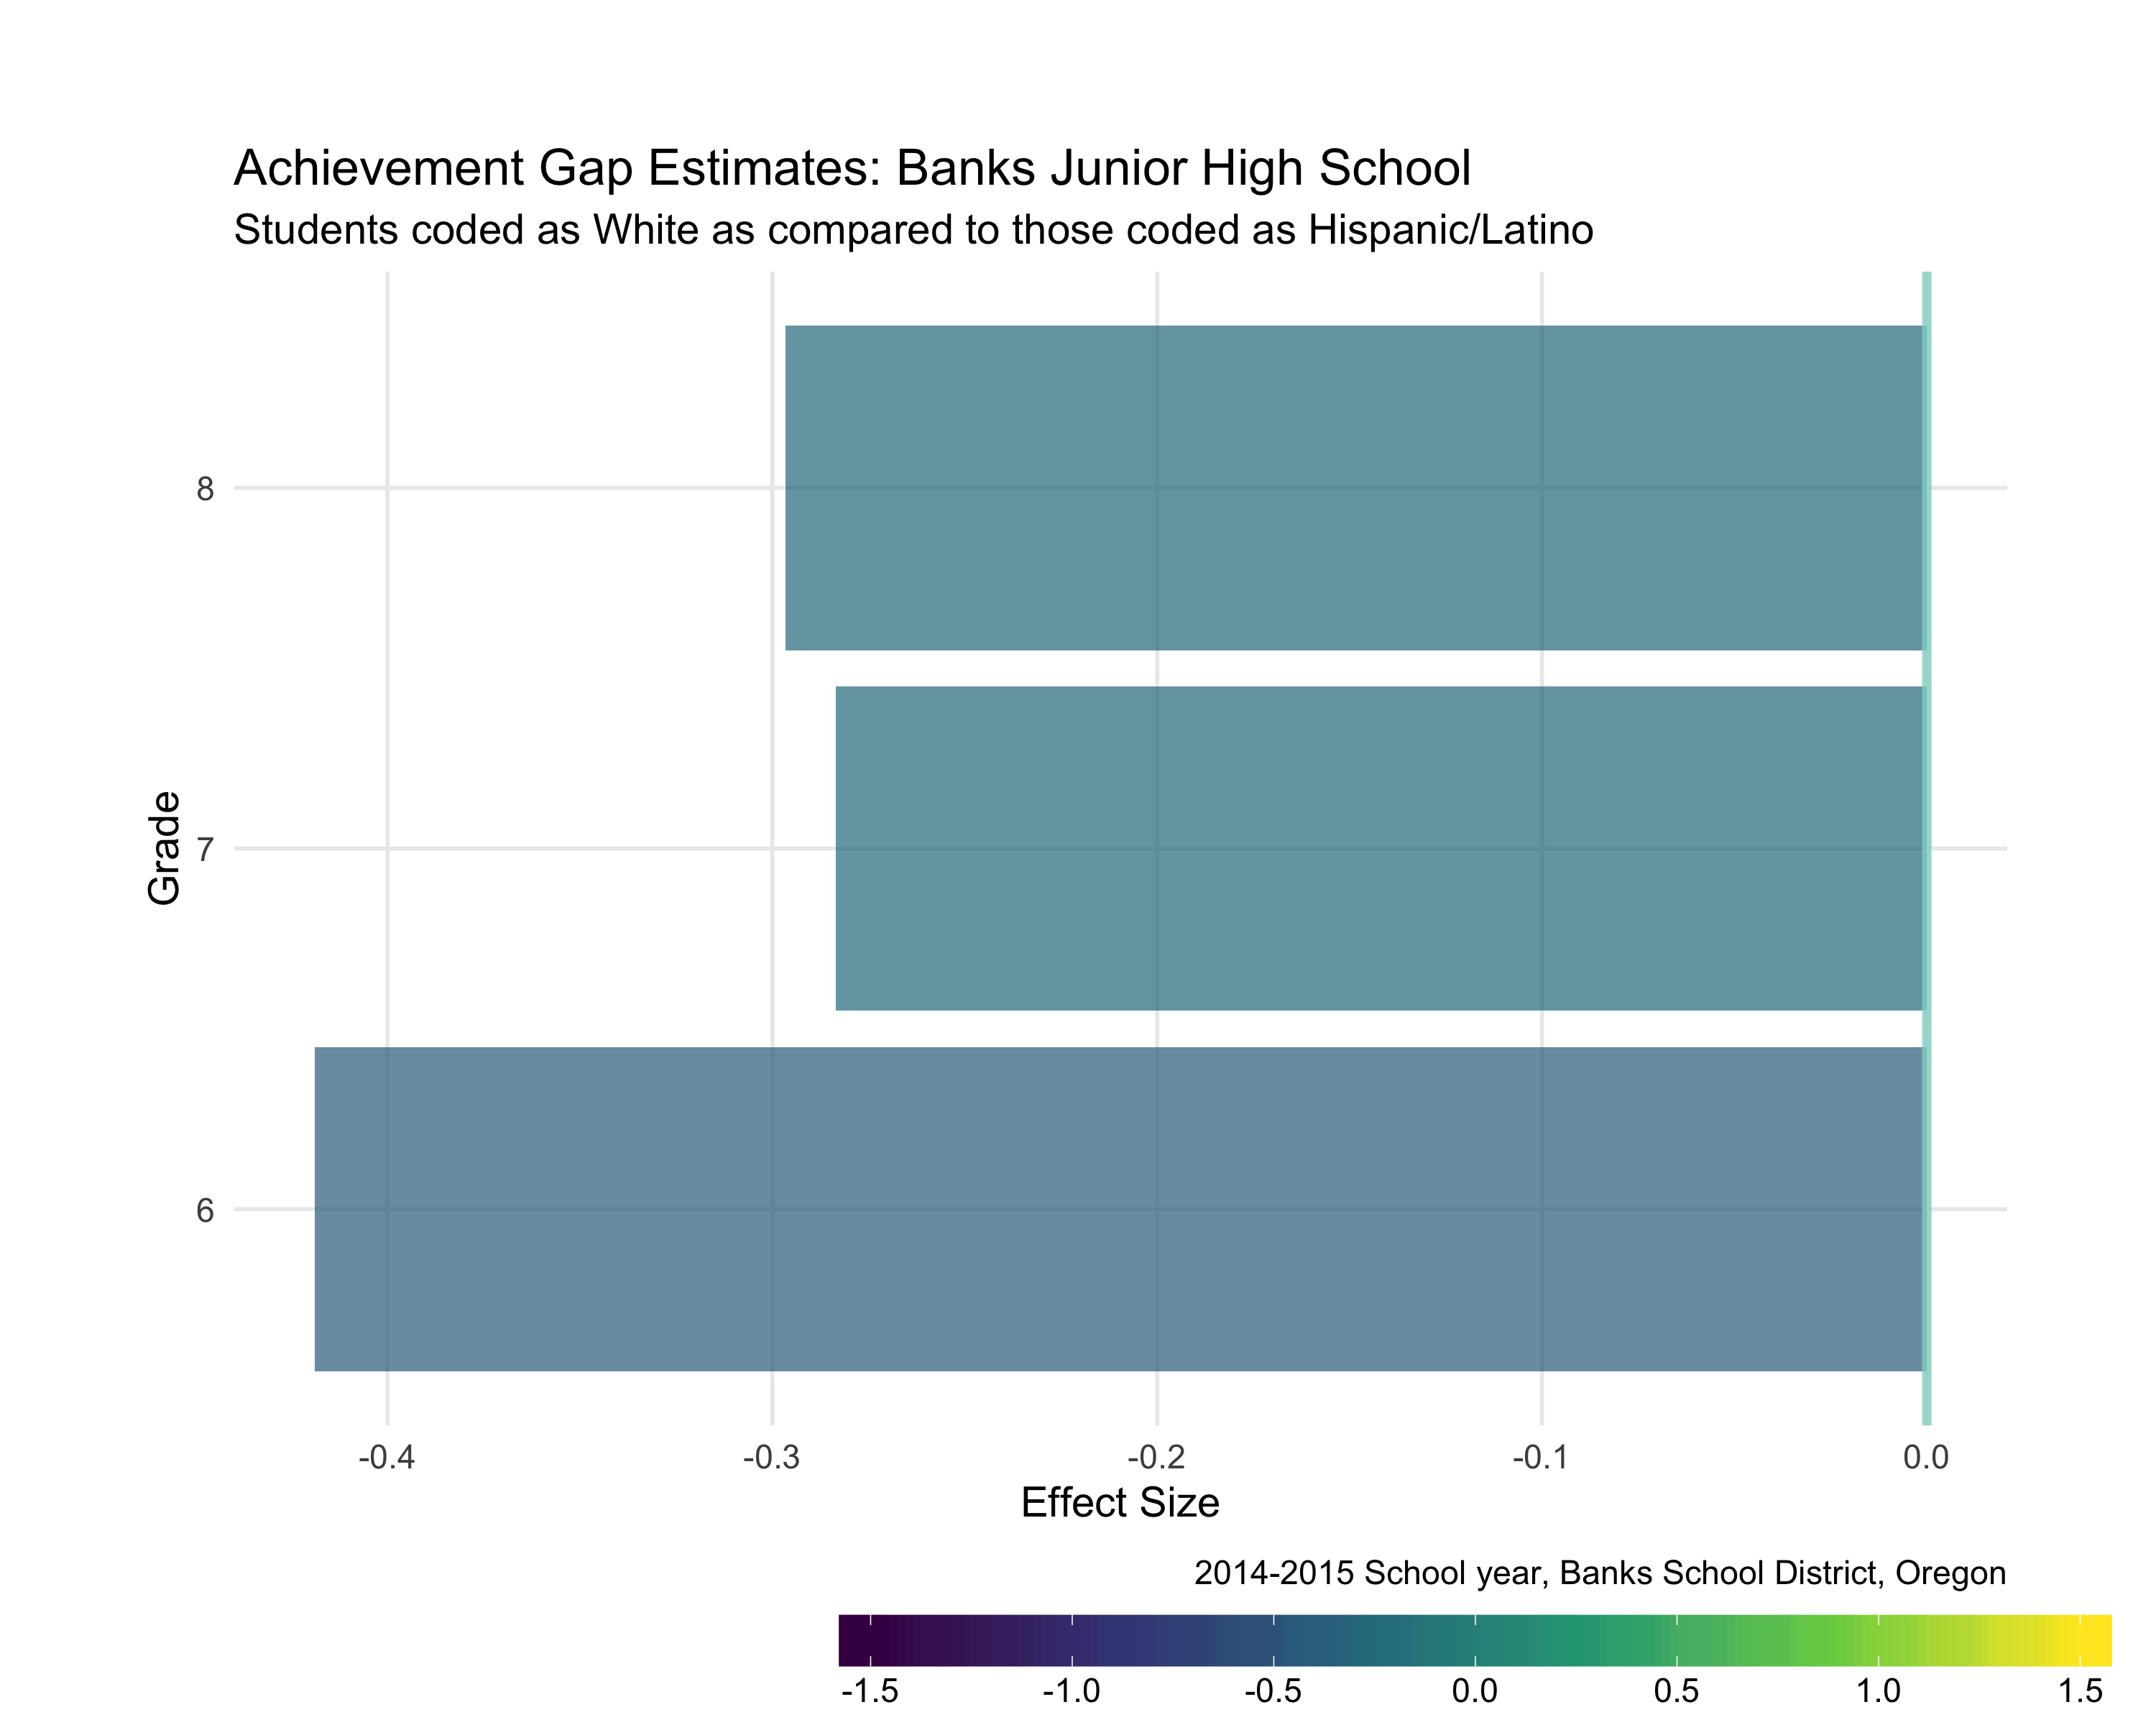 Achievement Gap Estimates: Banks Junior High School
Students coded as White as compared to those coded as Hispanic/Latino
8
7
6
Grade
-0.4 -0.3 -0.2 -0.1 0.0
Effect Size
2014-2015 School year, Banks School District, Oregon
-1.5 -1.0 -0.5 0.0 0.5 1.0 1.5